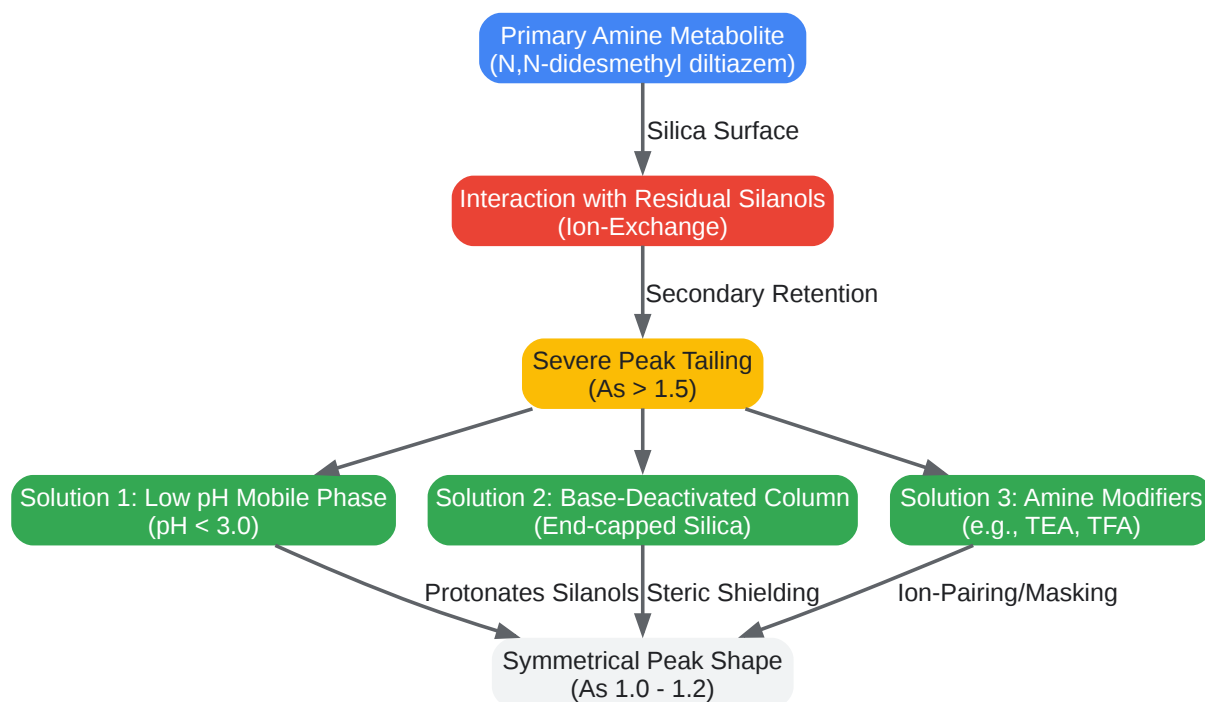 Primary Amine Metabolite
(N,N-didesmethyl diltiazem)
Silica Surface
Interaction with Residual Silanols
(Ion-Exchange)
Secondary Retention
Severe Peak Tailing
(As > 1.5)
Solution 1: Low pH Mobile Phase
(pH < 3.0)
Solution 2: Base-Deactivated Column
(End-capped Silica)
Solution 3: Amine Modifiers
(e.g., TEA, TFA)
Protonates Silanols
Steric Shielding
Ion-Pairing/Masking
Symmetrical Peak Shape
(As 1.0 - 1.2)